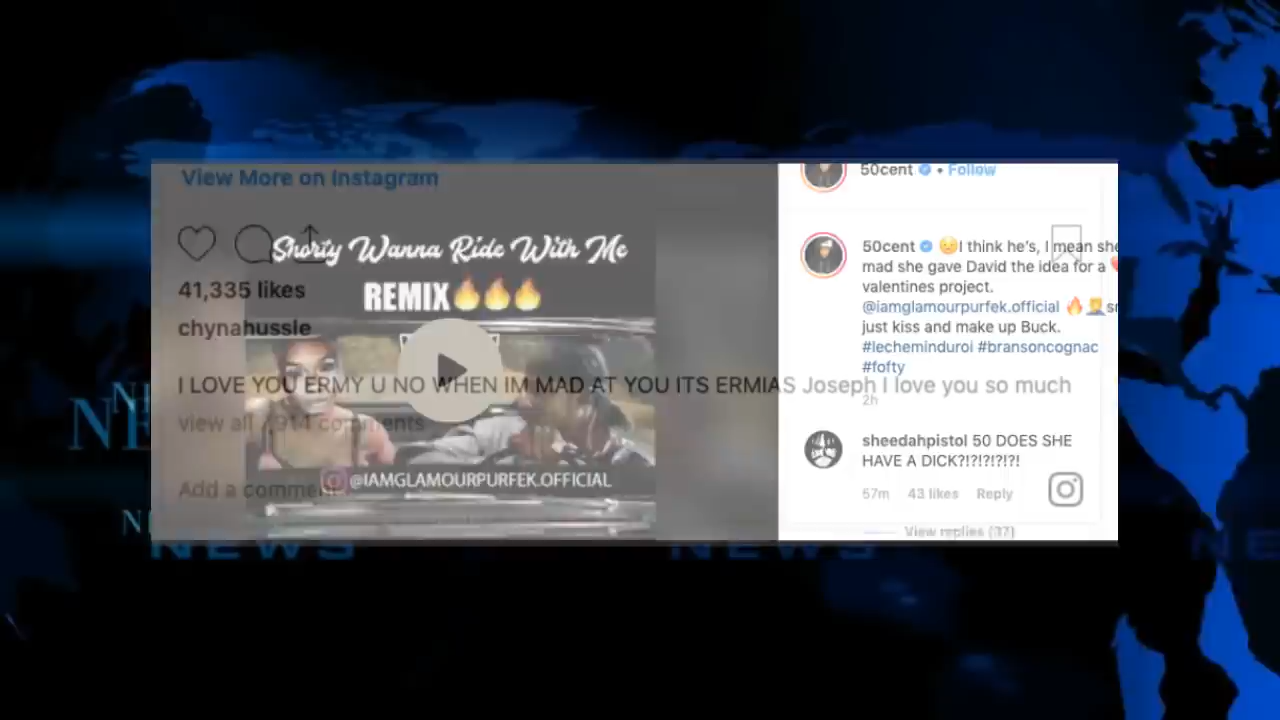 View More on Instagram
Shorty Wanna Ride With Me
REMIX🔥🔥🔥
41,335 likes
chynahussle
I LOVE YOU ERMY U NO WHEN IM MAD AT YOU ITS ERMIAS Joseph I love you so much
view all 7914 comments
Add a comment
@IAMGLAMOURPURFEK.OFFICIAL
50cent • Follow
50cent 😉I think he's, I mean she
mad she gave David the idea for a
valentines project.
@iamglamourpurfek.official 🔥
just kiss and make up Buck.
#lecheminduroi #bransoncognac
#fofty
2h
sheedahpistol 50 DOES SHE
HAVE A DICK?!?!?!?!?!
57m 43 likes Reply
View replies (37)
NEWS
NEWS